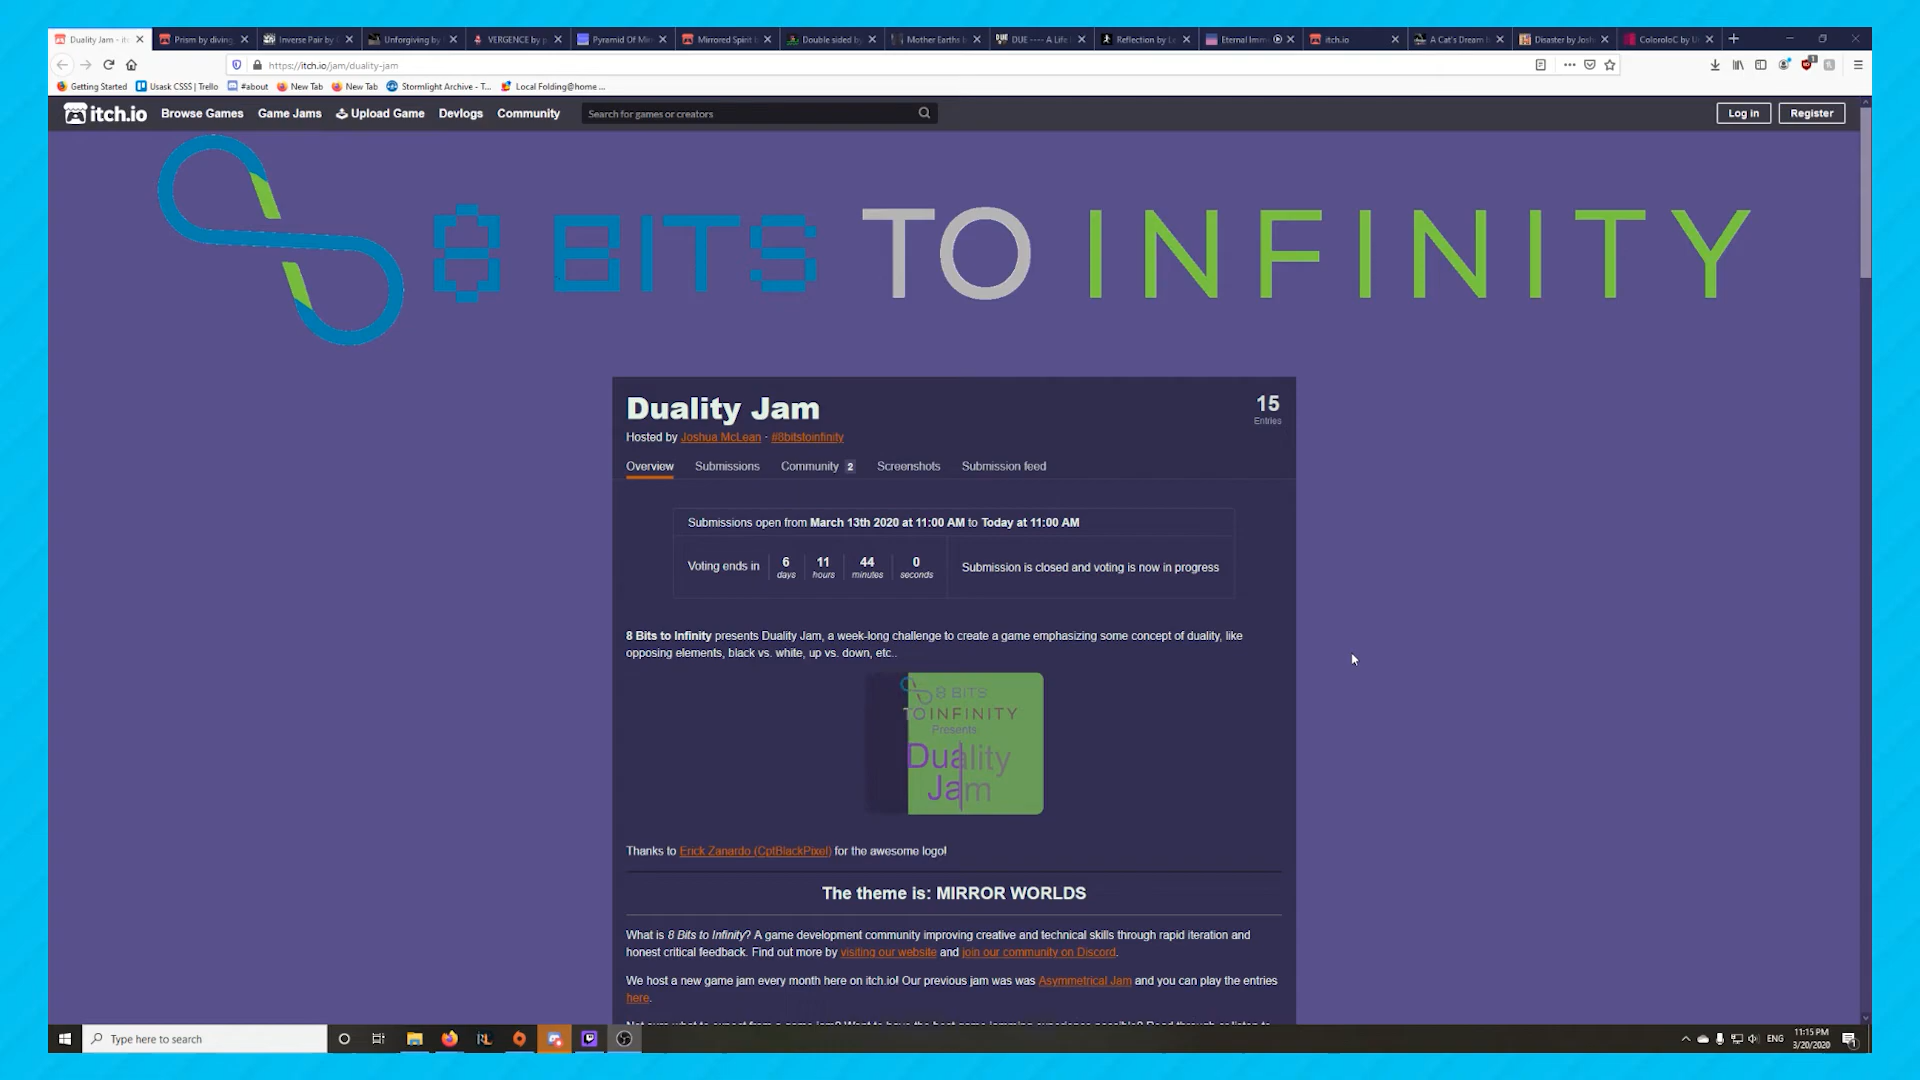 Duality Jam - it
Prism by diving
Inverse Pair by
Unforgiving by
VERGENCE by p
Pyramid Of Mir
Mirrored Spirit
Double sided by
Mother Earths b
DUE ---- A Life
Reflection by Le
Eternal Imm
itch.io
A Cat's Dream
Disaster by Josh
ColoroloC by U
https://itch.io/jam/duality-jam
Getting Started
Usask CSSS | Trello
#about
New Tab
New Tab
Stormlight Archive - T...
Local Folding@home ...
itch.io
Browse Games
Game Jams
Upload Game
Devlogs
Community
Search for games or creators
Log in
Register
8 BITS TO INFINITY
Duality Jam
15
Entries
Hosted by Joshua McLean · #8bitstoinfinity
Overview
Submissions
Community 2
Screenshots
Submission feed
Submissions open from March 13th 2020 at 11:00 AM to Today at 11:00 AM
Voting ends in
6 days
11 hours
44 minutes
0 seconds
Submission is closed and voting is now in progress
8 Bits to Infinity presents Duality Jam, a week-long challenge to create a game emphasizing some concept of duality, like
opposing elements, black vs. white, up vs. down, etc..
8 BITS
TO INFINITY
Presents
Duality
Jam
Thanks to Erick Zanardo (CptBlackPixel) for the awesome logo!
The theme is: MIRROR WORLDS
What is 8 Bits to Infinity? A game development community improving creative and technical skills through rapid iteration and
honest critical feedback. Find out more by visiting our website and join our community on Discord.
We host a new game jam every month here on itch.io! Our previous jam was was Asymmetrical Jam and you can play the entries
here.
Type here to search
ENG
11:15 PM
3/20/2020